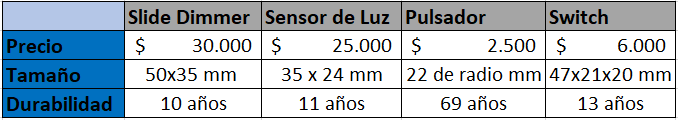 Slide Dimmer Sensor de Luz Pulsador Switch
Precio $ 30.000 $ 25.000 $ 2.500 $ 6.000
Tamaño 50x35 mm 35 x 24 mm 22 de radio mm 47x21x20 mm
Durabilidad 10 años 11 años 69 años 13 años